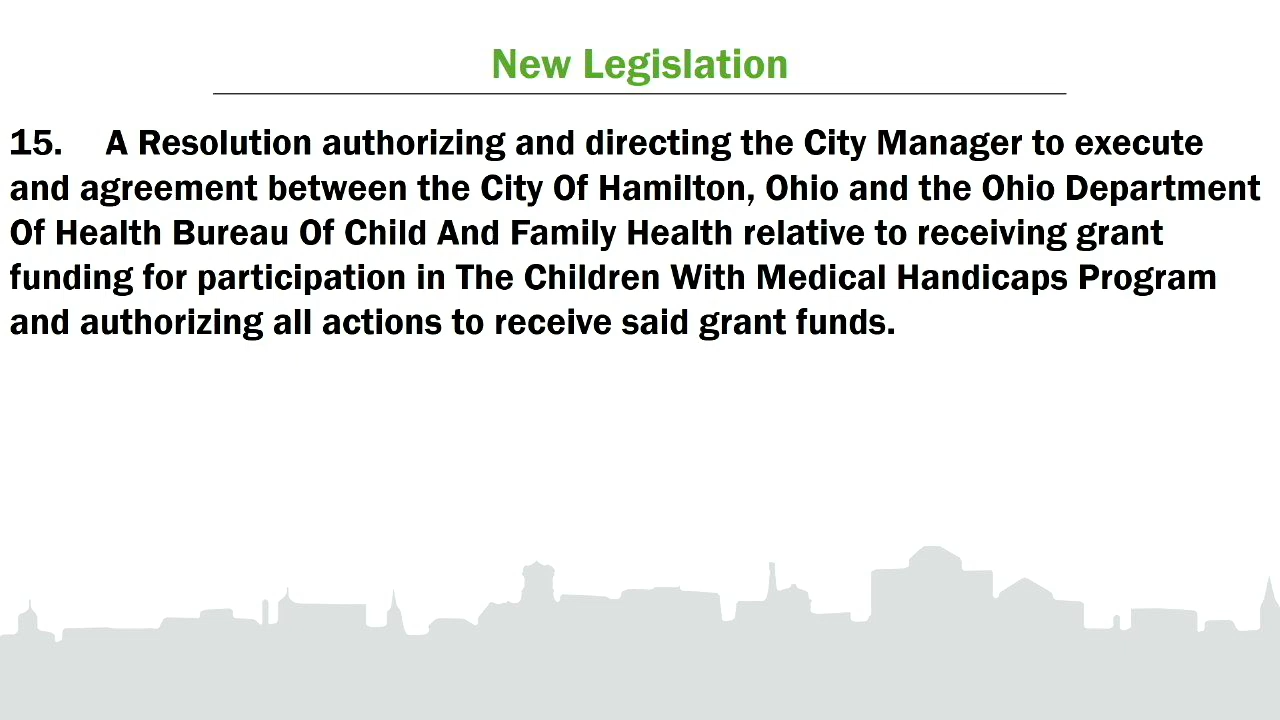 New Legislation
15. A Resolution authorizing and directing the City Manager to execute
and agreement between the City Of Hamilton, Ohio and the Ohio Department
Of Health Bureau Of Child And Family Health relative to receiving grant
funding for participation in The Children With Medical Handicaps Program
and authorizing all actions to receive said grant funds.